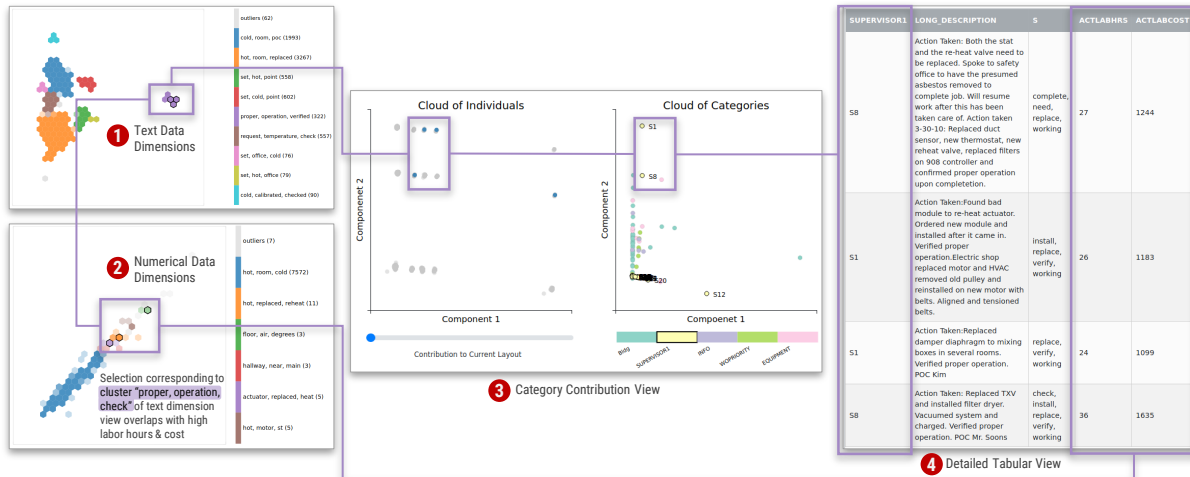 outliers (62)
cold, room, poc (1993)
hot, room, replaced (3267)
set, hot, point (558)
set, cold, point (602)
proper, operation, verified (322)
request, temperature, check (557)
set, office, cold (76)
set, hot, office (79)
cold, calibrated, checked (90)
1 Text Data
Dimensions
2 Numerical Data
Dimensions
outliers (7)
hot, room, cold (7572)
hot, replaced, reheat (11)
floor, air, degrees (3)
hallway, near, main (3)
actuator, replaced, heat (5)
hot, motor, st (5)
Selection corresponding to
cluster “proper, operation,
check” of text dimension
view overlaps with high
labor hours & cost
Cloud of Individuals
Componenet 2
Component 1
Contribution to Current Layout
Cloud of Categories
Componenet 2
S1
S8
S20
S12
Compoenet 1
Bldg
SUPERVISOR1
INFO
WOPRIORITY
EQUIPMENT
3 Category Contribution View
SUPERVISOR1 LONG_DESCRIPTION S ACTLABHRS ACTLABCOST
S8
Action Taken: Both the stat
and the re-heat valve need to
be replaced. Spoke to safety
office to have the presumed
asbestos removed to
complete job. Will resume
work after this has been
taken care of. Action taken
3-30-10: Replaced duct
sensor, new thermostat, new
reheat valve, replaced filters
on 908 controller and
confirmed proper operation
upon completetion.
complete,
need,
replace,
working
27
1244
S1
Action Taken:Found bad
module to re-heat actuator.
Ordered new module and
installed after it came in.
Verified proper
operation.Electric shop
replaced motor and HVAC
removed old pulley and
reinstalled on new motor with
belts. Aligned and tensioned
belts.
install,
replace,
verify,
working
26
1183
S1
Action Taken:Replaced
damper diaphragm to mixing
boxes in several rooms.
Verified proper operation.
POC Kim
replace,
verify,
working
24
1099
S8
Action Taken: Replaced TXV
and installed filter dryer.
Vacuumed system and
charged. Verified proper
operation. POC Mr. Soons
check,
install,
replace,
verify,
working
36
1635
4 Detailed Tabular View